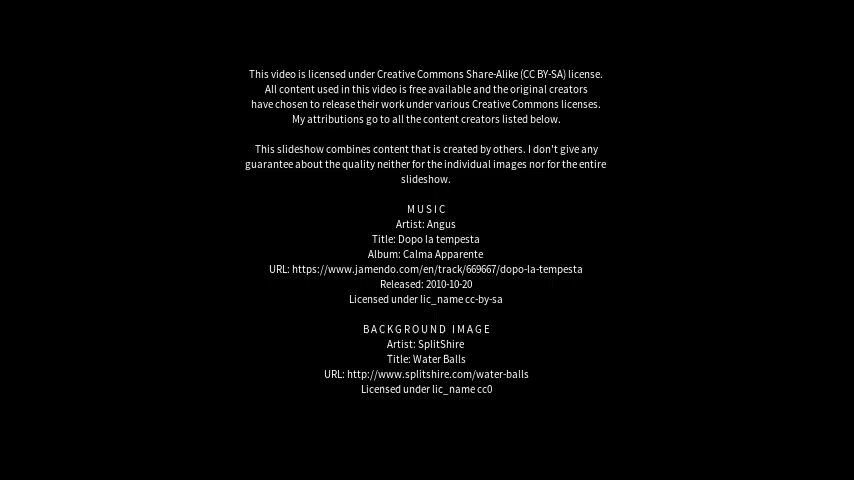 This video is licensed under Creative Commons Share-Alike (CC BY-SA) license.
All content used in this video is free available and the original creators
have chosen to release their work under various Creative Commons licenses.
My attributions go to all the content creators listed below.
This slideshow combines content that is created by others. I don't give any
guarantee about the quality neither for the individual images nor for the entire
slideshow.
MUSIC
Artist: Angus
Title: Dopo la tempesta
Album: Calma Apparente
URL: https://www.jamendo.com/en/track/669667/dopo-la-tempesta
Released: 2010-10-20
Licensed under lic_name cc-by-sa
BACKGROUND IMAGE
Artist: SplitShire
Title: Water Balls
URL: http://www.splitshire.com/water-balls
Licensed under lic_name cc0